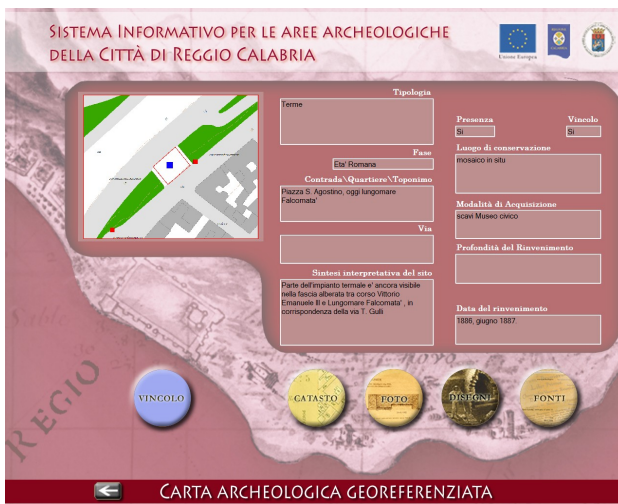 Sistema Informativo per le aree archeologiche
della Città di Reggio Calabria
Unione Europea
Tipologia
Terme
Fase
Eta' Romana
Contrada\Quartiere\Toponimo
Piazza S. Agostino, oggi lungomare
Falcomata'
Via
Sintesi interpretativa del sito
Parte dell'impianto termale e' ancora visibile
nella fascia alberata tra corso Vittorio
Emanuele III e Lungomare Falcomata' , in
corrispondenza della via T. Gulli
Presenza
Si
Vincolo
Si
Luogo di conservazione
mosaico in situ
Modalità di Acquisizione
scavi Museo civico
Profondità del Rinvenimento
Data del rinvenimento
1886, giugno 1887.
REGIO
VINCOLO
CATASTO
FOTO
DISEGNI
FONTI
Carta archeologica georeferenziata